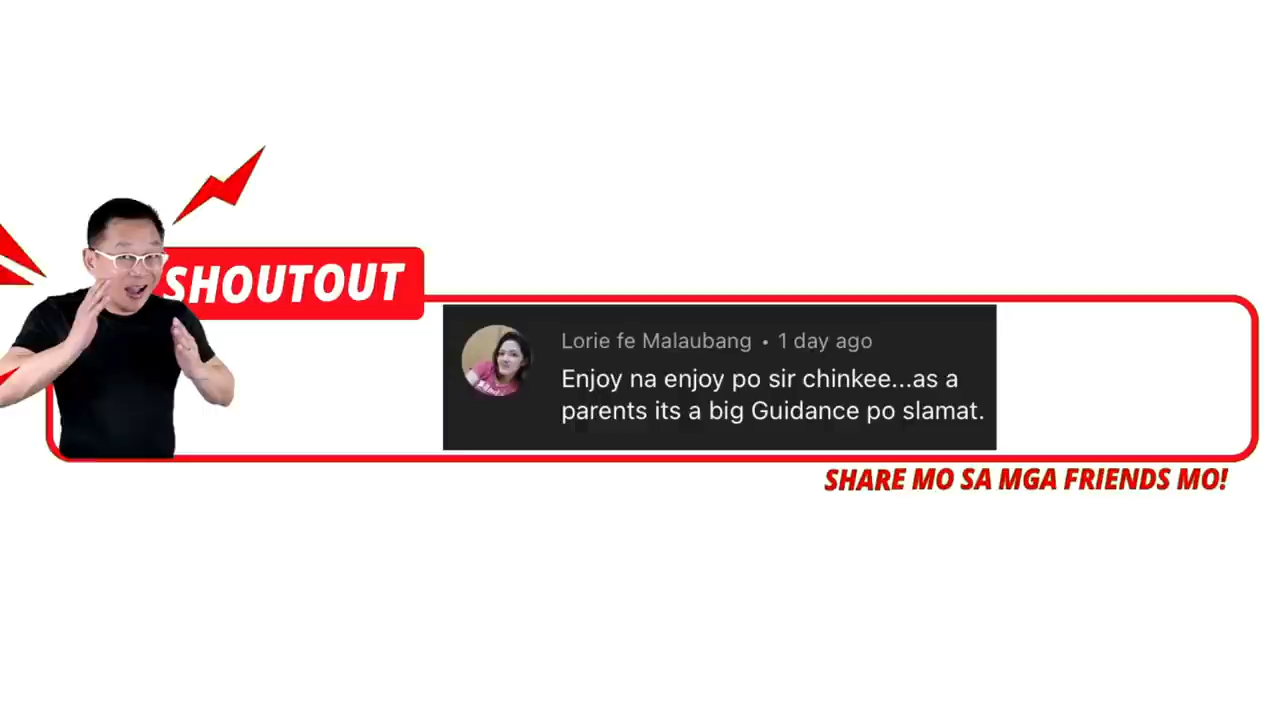 SHOUTOUT
Lorie fe Malaubang • 1 day ago
Enjoy na enjoy po sir chinkee...as a
parents its a big Guidance po slamat.
SHARE MO SA MGA FRIENDS MO!